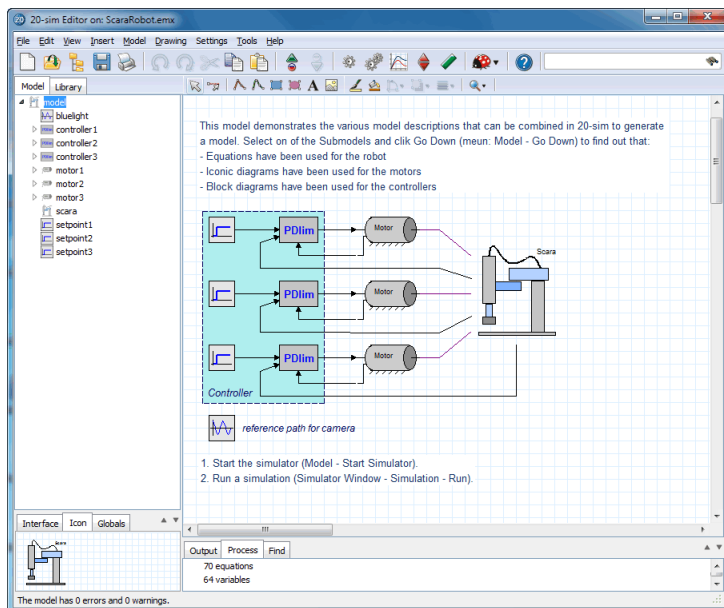 20-sim Editor on: ScaraRobot.emx
File Edit View Insert Model Drawing Settings Tools Help
Model Library
model
bluelight
controller1
controller2
controller3
motor1
motor2
motor3
scara
setpoint1
setpoint2
setpoint3
This model demonstrates the various model descriptions that can be combined in 20-sim to generate
a model. Select on of the Submodels and clik Go Down (meun: Model - Go Down) to find out that:
- Equations have been used for the robot
- Iconic diagrams have been used for the motors
- Block diagrams have been used for the controllers
PDlim
Motor
Scara
PDlim
Motor
PDlim
Motor
Controller
reference path for camera
1. Start the simulator (Model - Start Simulator).
2. Run a simulation (Simulator Window - Simulation - Run).
Interface Icon Globals
Scara
Output Process Find
70 equations
64 variables
The model has 0 errors and 0 warnings.